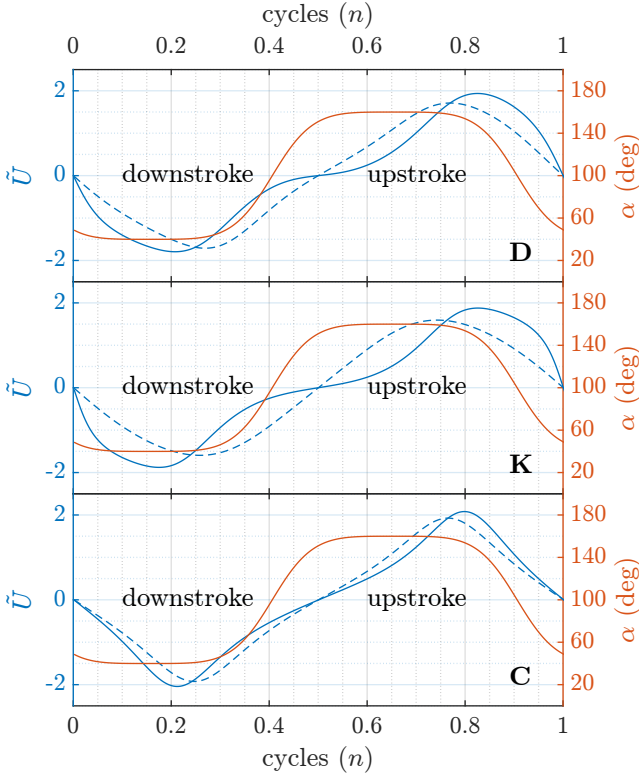 cycles (n)
0 0.2 0.4 0.6 0.8 1
2 180
140
Ũ 0 downstroke upstroke 100 α (deg)
60
-2 D 20
2 180
140
Ũ 0 downstroke upstroke 100 α (deg)
60
-2 K 20
2 180
140
Ũ 0 downstroke upstroke 100 α (deg)
60
-2 C 20
0 0.2 0.4 0.6 0.8 1
cycles (n)